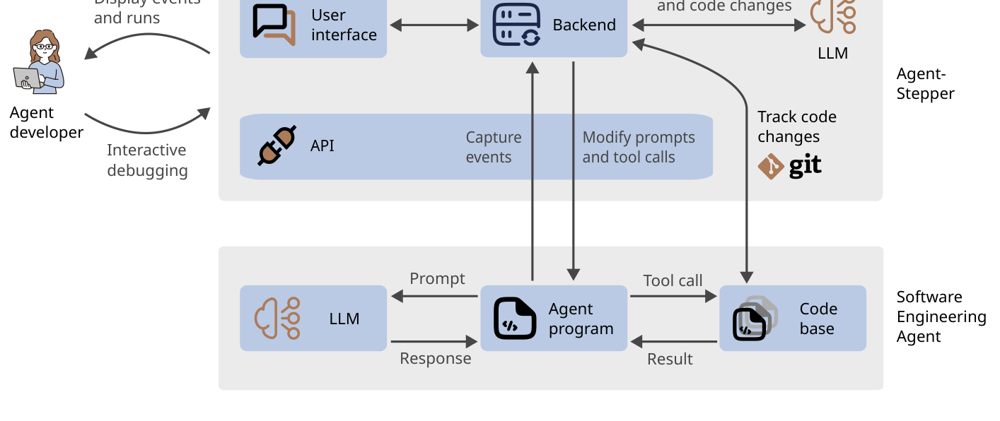 Display events
and runs
and code changes
User
interface
Backend
LLM
Agent-
Stepper
Agent
developer
Interactive
debugging
API
Capture
events
Modify prompts
and tool calls
Track code
changes
git
Prompt
Tool call
LLM
Agent
program
Code
base
Response
Result
Software
Engineering
Agent